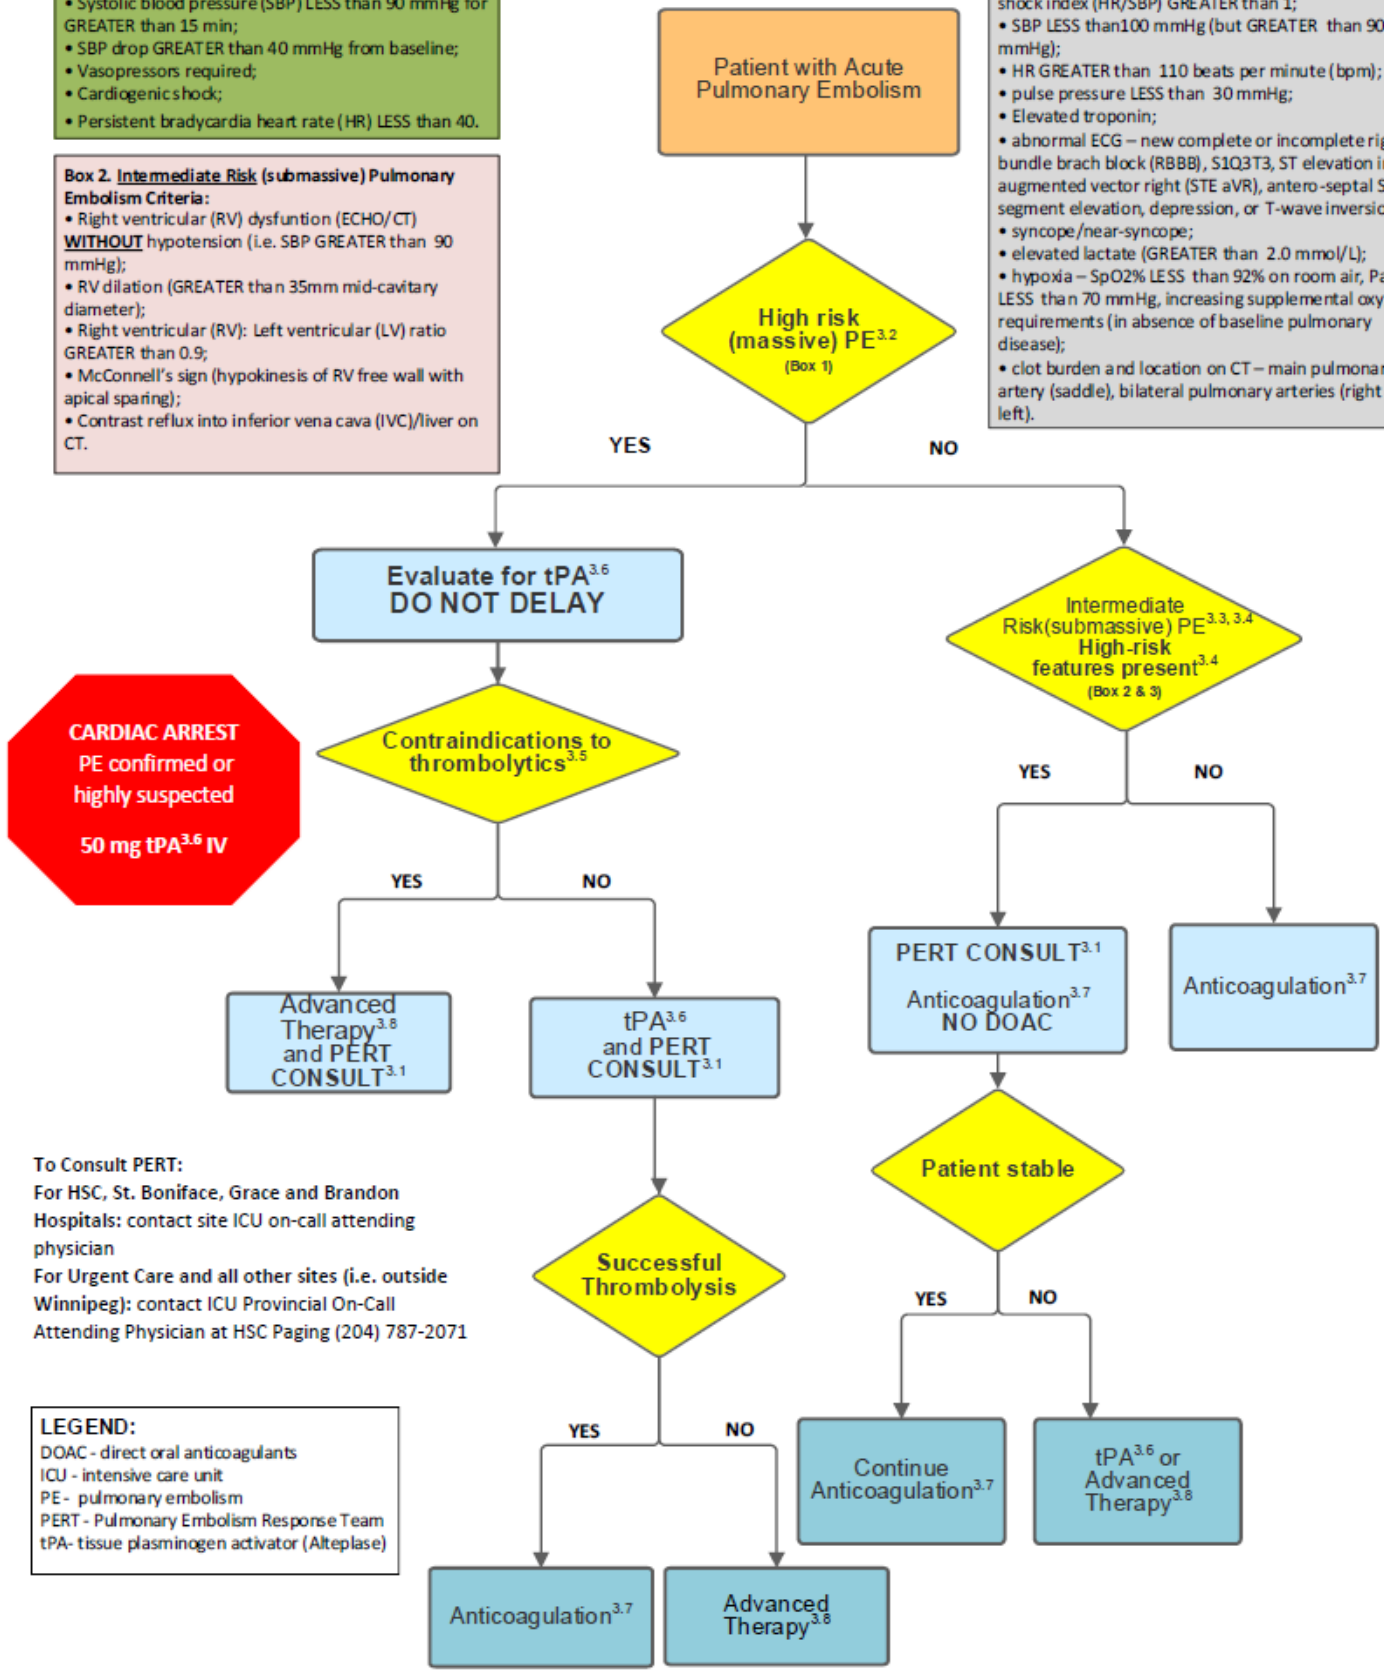 • Systolic blood pressure (SBP) LESS than 90 mmHg for
GREATER than 15 min;
• SBP drop GREATER than 40 mmHg from baseline;
• Vasopressors required;
• Cardiogenic shock;
• Persistent bradycardia heart rate (HR) LESS than 40.
Box 2. Intermediate Risk (submassive) Pulmonary
Embolism Criteria:
• Right ventricular (RV) dysfuntion (ECHO/CT)
WITHOUT hypotension (i.e. SBP GREATER than 90
mmHg);
• RV dilation (GREATER than 35mm mid-cavitary
diameter);
• Right ventricular (RV): Left ventricular (LV) ratio
GREATER than 0.9;
• McConnell's sign (hypokinesis of RV free wall with
apical sparing);
• Contrast reflux into inferior vena cava (IVC)/liver on
CT.
Patient with Acute
Pulmonary Embolism
shock index (HR/SBP) GREATER than 1;
• SBP LESS than100 mmHg (but GREATER than 90
mmHg);
• HR GREATER than 110 beats per minute (bpm);
• pulse pressure LESS than 30 mmHg;
• Elevated troponin;
• abnormal ECG – new complete or incomplete
bundle brach block (RBBB), S1Q3T3, ST elevation
augmented vector right (STE aVR), antero-septal
segment elevation, depression, or T-wave
• syncope/near-syncope;
• elevated lactate (GREATER than 2.0 mmol/L);
• hypoxia – SpO2% LESS than 92% on room air,
LESS than 70 mmHg, increasing supplemental
requirements (in absence of baseline pulmonary
disease);
• clot burden and location on CT – main
artery (saddle), bilateral pulmonary arteries (right
left).
High risk
(massive) PE3.2
(Box 1)
YES
NO
Evaluate for tPA3.6
DO NOT DELAY
Intermediate
Risk(submassive) PE3.3, 3.4
High-risk
features present3.4
(Box 2 & 3)
CARDIAC ARREST
PE confirmed or
highly suspected
50 mg tPA3.6 IV
Contraindications to
thrombolytics3.5
YES
NO
YES
NO
Advanced
Therapy3.8
and PERT
CONSULT3.1
tPA3.6
and PERT
CONSULT3.1
PERT CONSULT3.1
Anticoagulation3.7
NO DOAC
Anticoagulation3.7
Patient stable
To Consult PERT:
For HSC, St. Boniface, Grace and Brandon
Hospitals: contact site ICU on-call attending
physician
For Urgent Care and all other sites (i.e. outside
Winnipeg): contact ICU Provincial On-Call
Attending Physician at HSC Paging (204) 787-2071
Successful
Thrombolysis
YES
NO
YES
NO
LEGEND:
DOAC - direct oral anticoagulants
ICU - intensive care unit
PE - pulmonary embolism
PERT - Pulmonary Embolism Response Team
tPA- tissue plasminogen activator (Alteplase)
Continue
Anticoagulation3.7
tPA3.6 or
Advanced
Therapy3.8
Anticoagulation3.7
Advanced
Therapy3.8